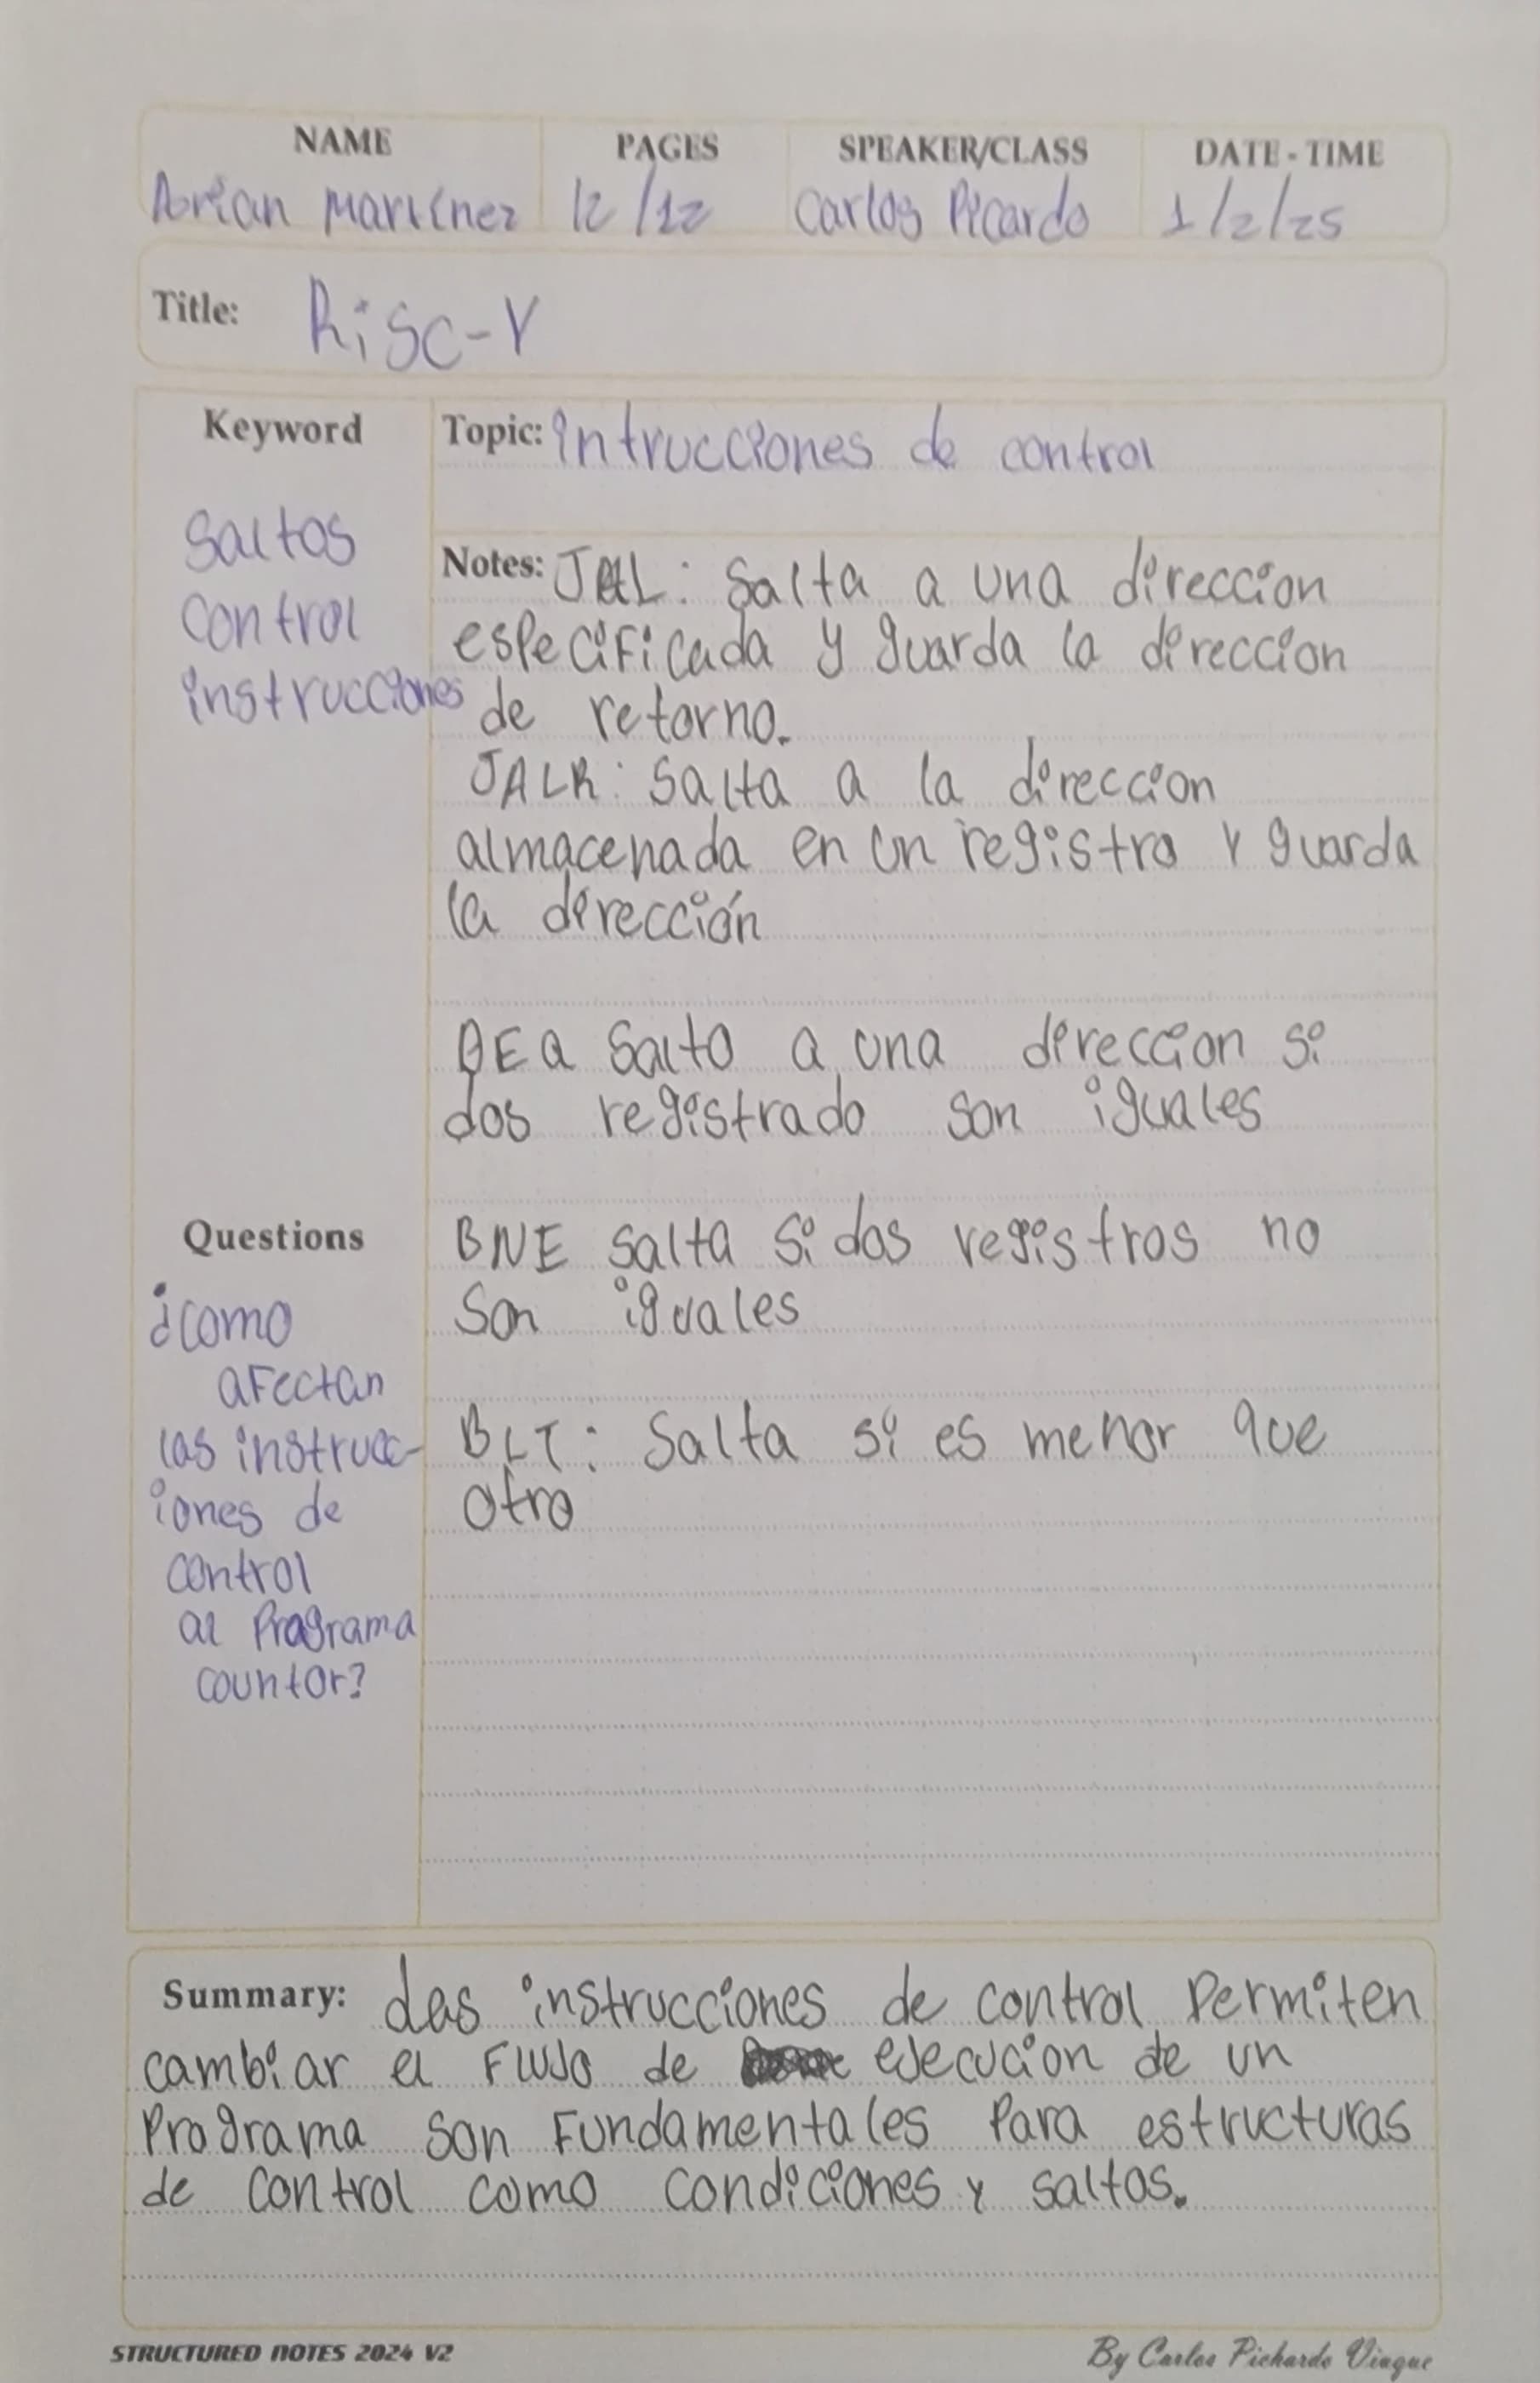 NAME PAGES SPEAKER/CLASS DATE - TIME
Adrian Martinez 12/12 Carlos Picardo 1/2/25
Title: RiSC-V
Keyword
Saltos
control
instrucciones
Topic: intrucciones de control
Notes: JAL: Salta a una direccion
especificada y guarda la direccion
de retorno.
JALR: Salta a la direccion
almacenada en un registro y guarda
la dirección
BEQ Salto a una direccion si
dos registrado son iguales
BNE Salta si dos registros no
son iguales
BLT: Salta si es menor que
otro
Questions
¿como
afectan
las instrucc-
iones de
control
al Programa
countor?
Summary: Las instrucciones de control Permiten
cambiar el Flujo de ejecucion de un
Programa son Fundamentales Para estructuras
de control como condiciones y saltos.
STRUCTURED NOTES 2024 V2
By Carlos Pichardo Viuque